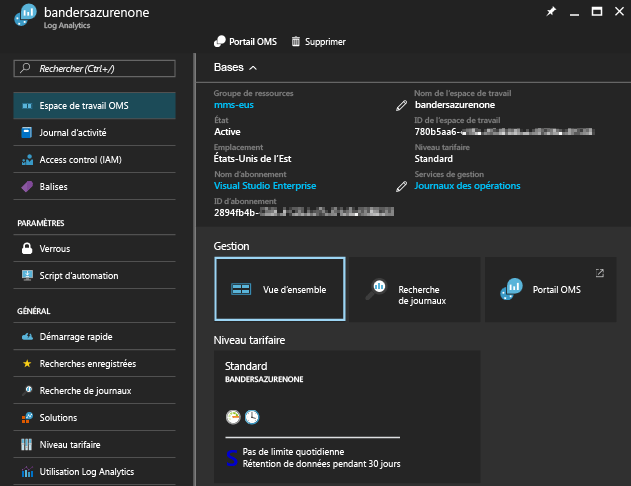 bandersazurenone
Log Analytics
Portail OMS
Supprimer
Rechercher (Ctrl+/)
Espace de travail OMS
Journal d'activité
Access control (IAM)
Balises
PARAMÈTRES
Verrous
Script d'automation
GÉNÉRAL
Démarrage rapide
Recherches enregistrées
Recherche de journaux
Solutions
Niveau tarifaire
Utilisation Log Analytics
Bases
Groupe de ressources
mms-eus
État
Active
Emplacement
États-Unis de l'Est
Nom d'abonnement
Visual Studio Enterprise
ID d'abonnement
2894fb4b-
Nom de l'espace de travail
bandersazurenone
ID de l'espace de travail
780b5aa6-
Niveau tarifaire
Standard
Services de gestion
Journaux des opérations
Gestion
Vue d'ensemble
Recherche
de journaux
Portail OMS
Niveau tarifaire
Standard
BANDERSAZURENONE
S
Pas de limite quotidienne
Rétention de données pendant 30 jours